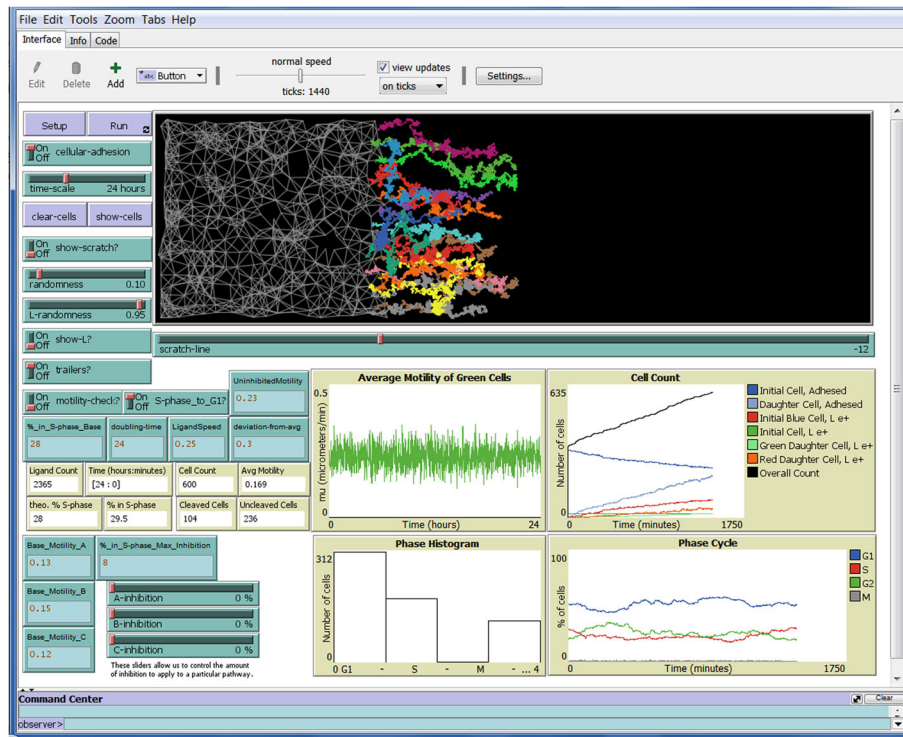 File Edit Tools Zoom Tabs Help
Interface Info Code
Edit Delete Add abc Button
normal speed
ticks: 1440
view updates
on ticks
Settings...
Setup Run
On Off cellular-adhesion
time-scale 24 hours
clear-cells show-cells
On Off show-scratch?
randomness 0.10
L-randomness 0.95
On Off show-L?
On Off trailers?
scratch-line -12
On Off motility-check? On Off S-phase_to_G1?
UninhibitedMotility
0.23
%_in_S-phase_Base doubling-time LigandSpeed deviation-from-avg
28 24 0.25 0.3
Ligand Count Time (hours:minutes) Cell Count Avg Motility
2365 [24 : 0] 600 0.169
theo. % S-phase % in S-phase Cleaved Cells Uncleaved Cells
28 29.5 104 236
Base_Motility_A %_in_S-phase_Max_Inhibition
0.13 8
Base_Motility_B
0.15
Base_Motility_C
0.12
A-inhibition 0 %
B-inhibition 0 %
C-inhibition 0 %
These sliders allow us to control the amount
of inhibition to apply to a particular pathway.
Average Motility of Green Cells
0.5
mu (micrometers/min)
0
0 Time (hours) 24
Cell Count
635
Number of cells
0
0 Time (minutes) 1750
Initial Cell, Adhesed
Daughter Cell, Adhesed
Initial Blue Cell, L e+
Initial Cell, L e+
Green Daughter Cell, L e+
Red Daughter Cell, L e+
Overall Count
Phase Histogram
312
Number of cells
0
0 G1 - S - M - ... 4
Phase Cycle
100
% of cells
0
0 Time (minutes) 1750
G1
S
G2
M
Command Center
Clear
observer>